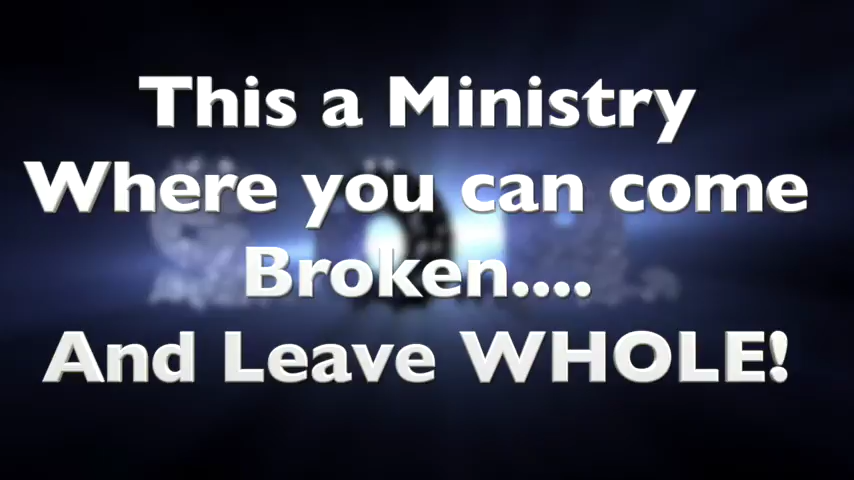 This a Ministry
Where you can come
Broken....
And Leave WHOLE!